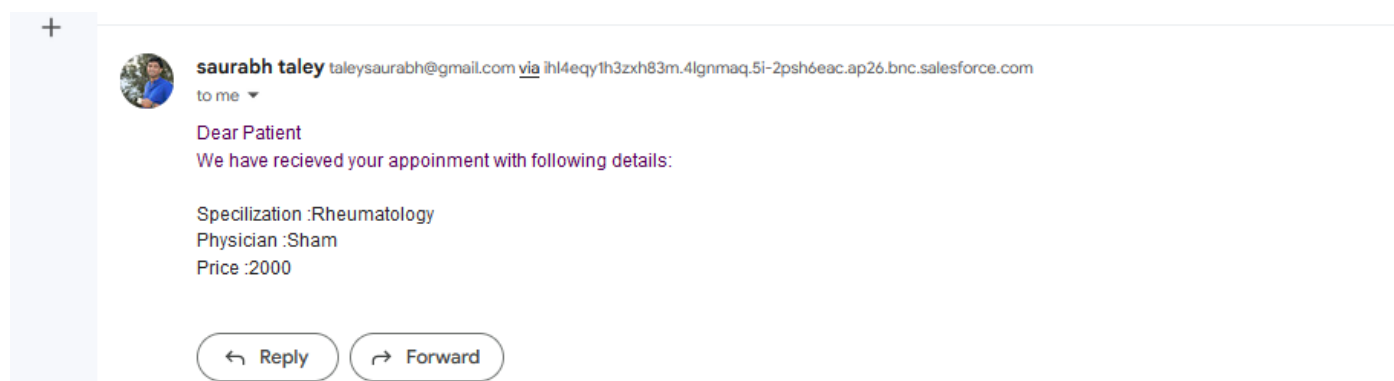 saurabh taley taleysaurabh@gmail.com via ihl4eqy1h3zxh83m.4lgnmaq.5i-2psh6eac.ap26.bnc.salesforce.com
to me
Dear Patient
We have recieved your appoinment with following details:
Specilization :Rheumatology
Physician :Sham
Price :2000
Reply Forward